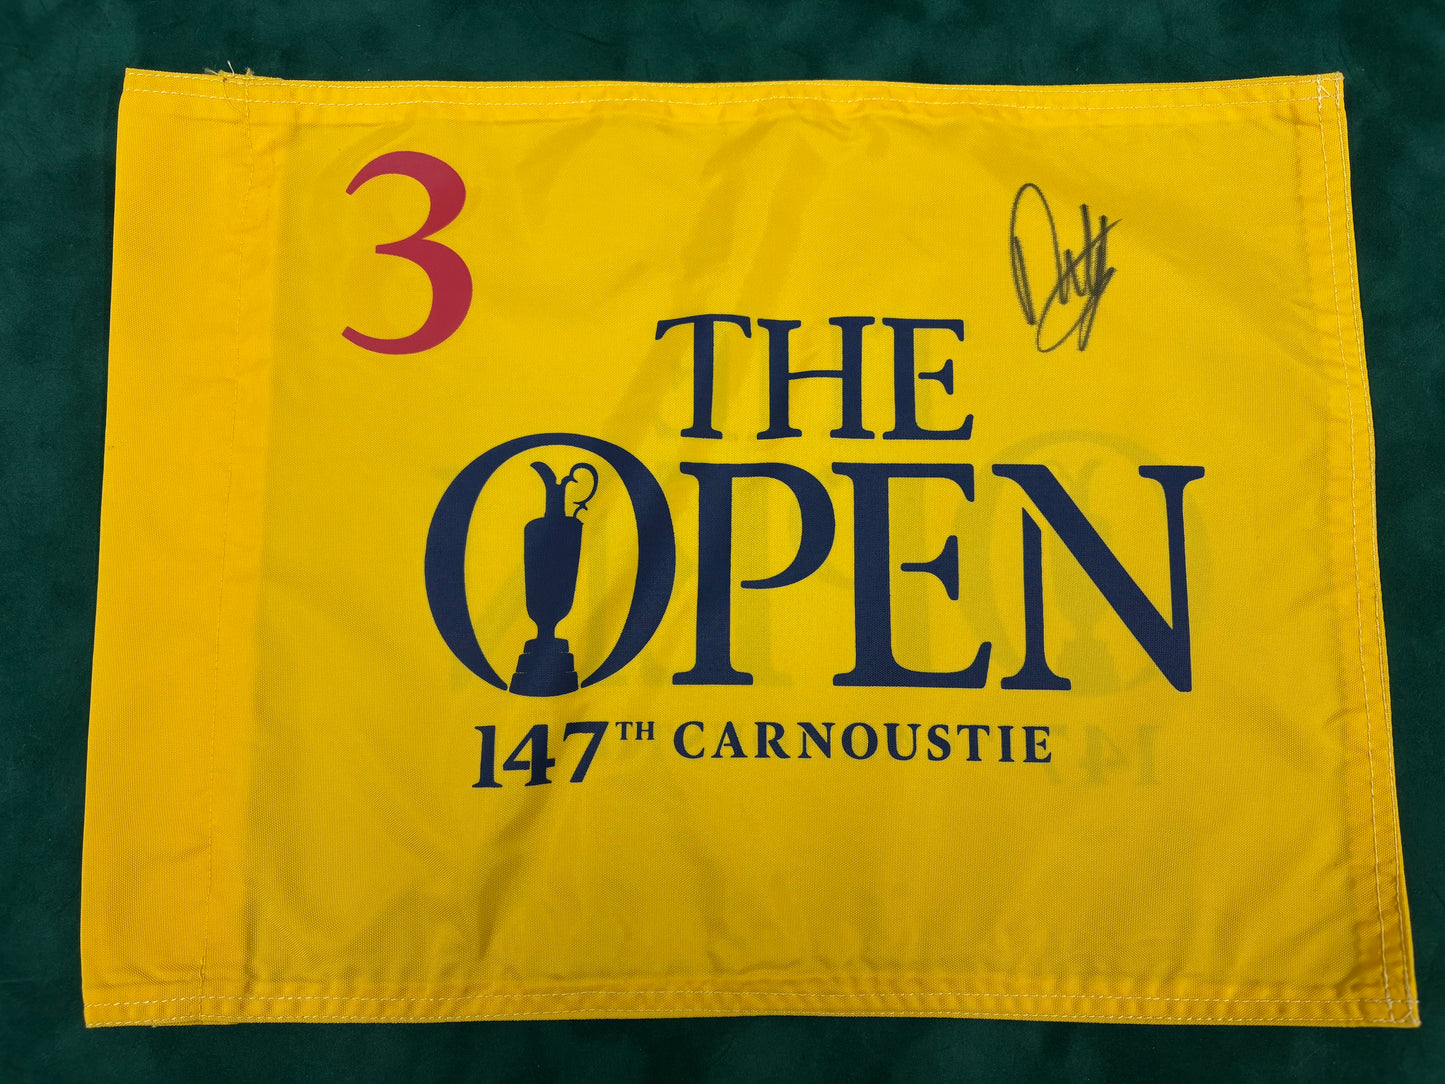 3
THE
OPEN
147TH CARNOUSTIE